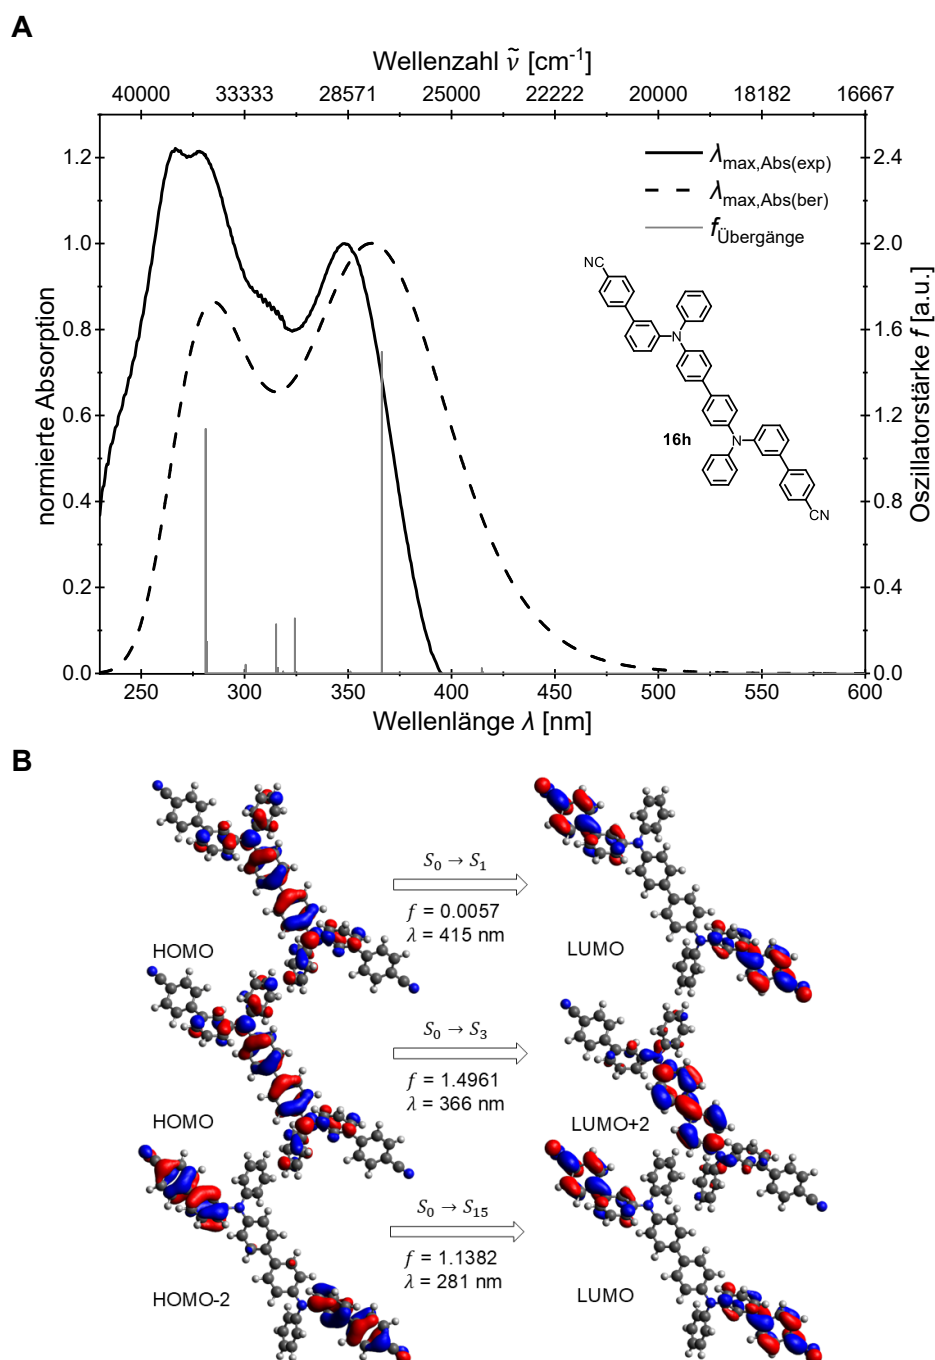 A
Wellenzahl ṽ [cm-1]
40000 33333 28571 25000 22222 20000 18182 16667
normierte Absorption
1.2
1.0
0.8
0.6
0.4
0.2
0.0
2.4
2.0
1.6
1.2
0.8
0.4
0.0
Oszillatorstärke f [a.u.]
λmax,Abs(exp)
λmax,Abs(ber)
fÜbergänge
NC
N
16h
N
CN
250 300 350 400 450 500 550 600
Wellenlänge λ [nm]
B
S0 → S1
f = 0.0057
λ = 415 nm
HOMO
LUMO
S0 → S3
f = 1.4961
λ = 366 nm
HOMO
LUMO+2
S0 → S15
f = 1.1382
λ = 281 nm
HOMO-2
LUMO